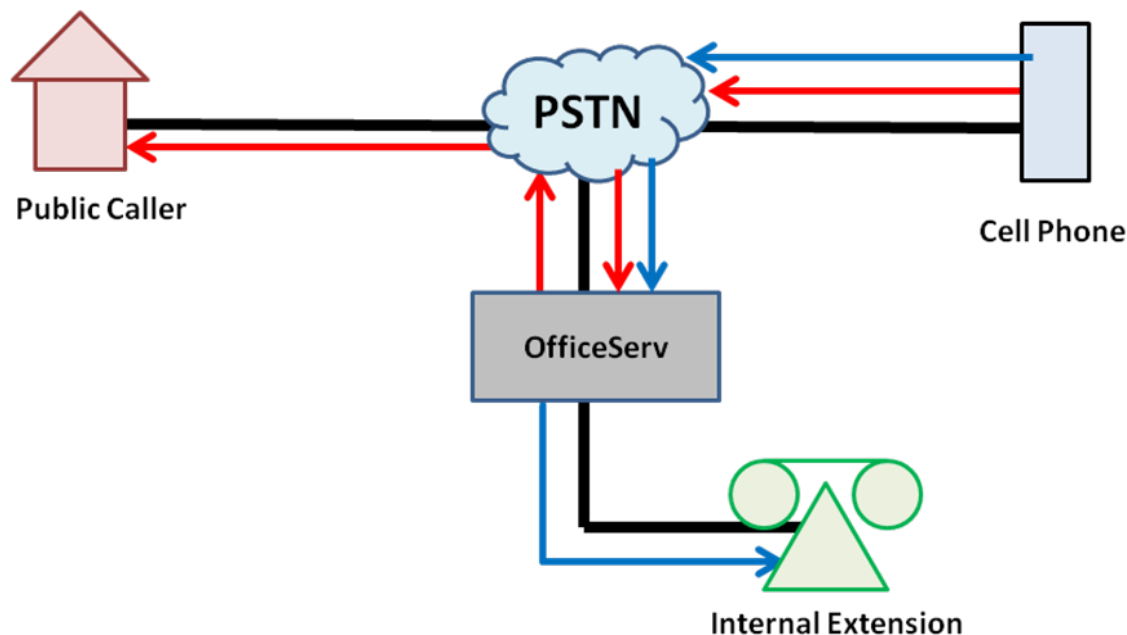 PSTN
Public Caller
Cell Phone
OfficeServ
Internal Extension